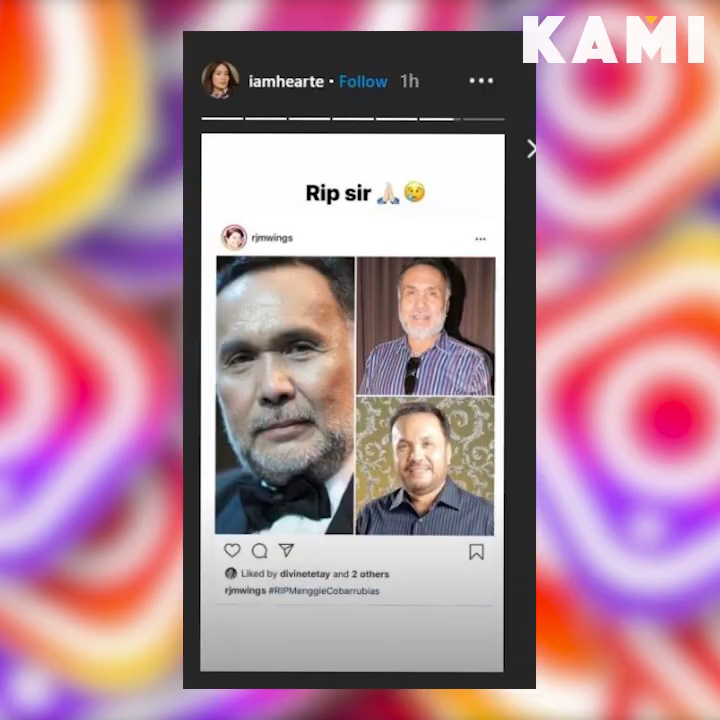 KAMI
iamhearte • Follow 1h
Rip sir 🙏🏻😢
rjmwings
Liked by divinetetay and 2 others
rjmwings #RIPMenggieCobarrubias